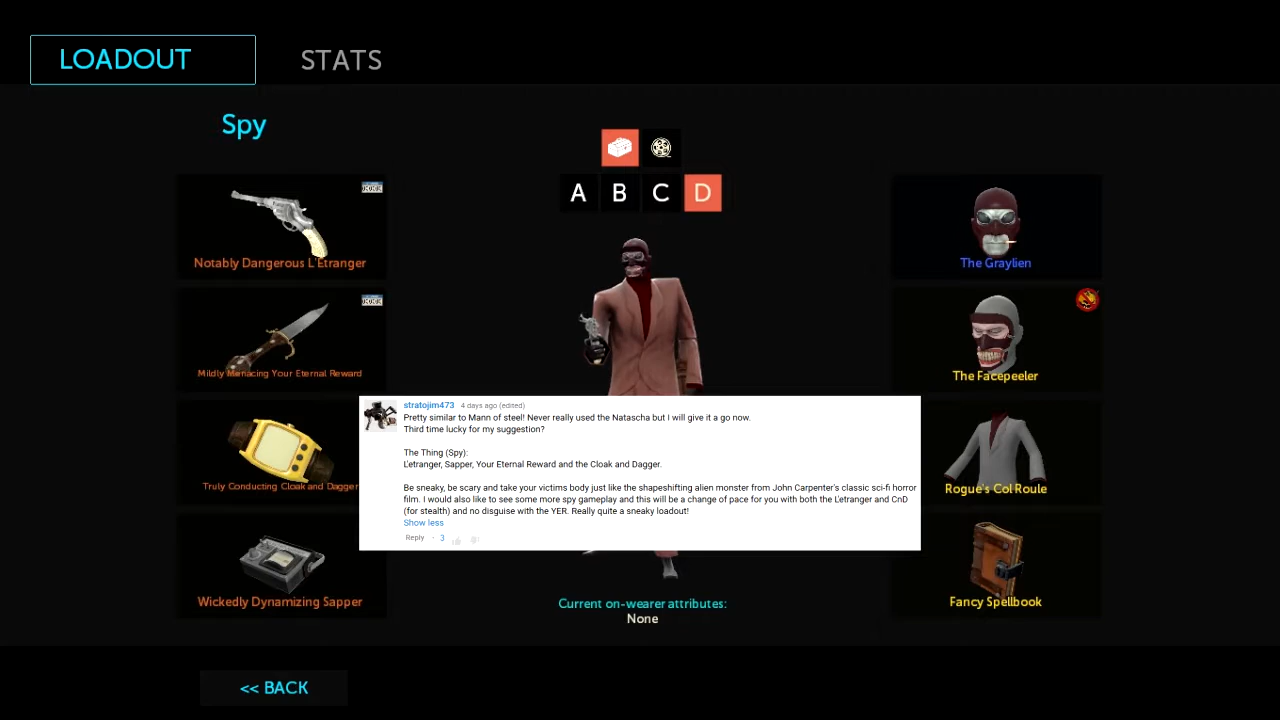 LOADOUT
STATS
Spy
A B C D
Notably Dangerous L'Etranger
Mildly Menacing Your Eternal Reward
Truly Conducting Cloak and Dagger
Wickedly Dynamizing Sapper
The Graylien
The Facepeeler
Rogue's Col Roule
Fancy Spellbook
stratojim473 4 days ago (edited)
Pretty similar to Mann of steel! Never really used the Natascha but I will give it a go now.
Third time lucky for my suggestion?
The Thing (Spy):
L'etranger, Sapper, Your Eternal Reward and the Cloak and Dagger.
Be sneaky, be scary and take your victims body just like the shapeshifting alien monster from John Carpenter's classic sci-fi horror
film. I would also like to see some more spy gameplay and this will be a change of pace for you with both the L'etranger and CnD
(for stealth) and no disguise with the YER. Really quite a sneaky loadout!
Show less
Reply · 3
Current on-wearer attributes:
None
<< BACK